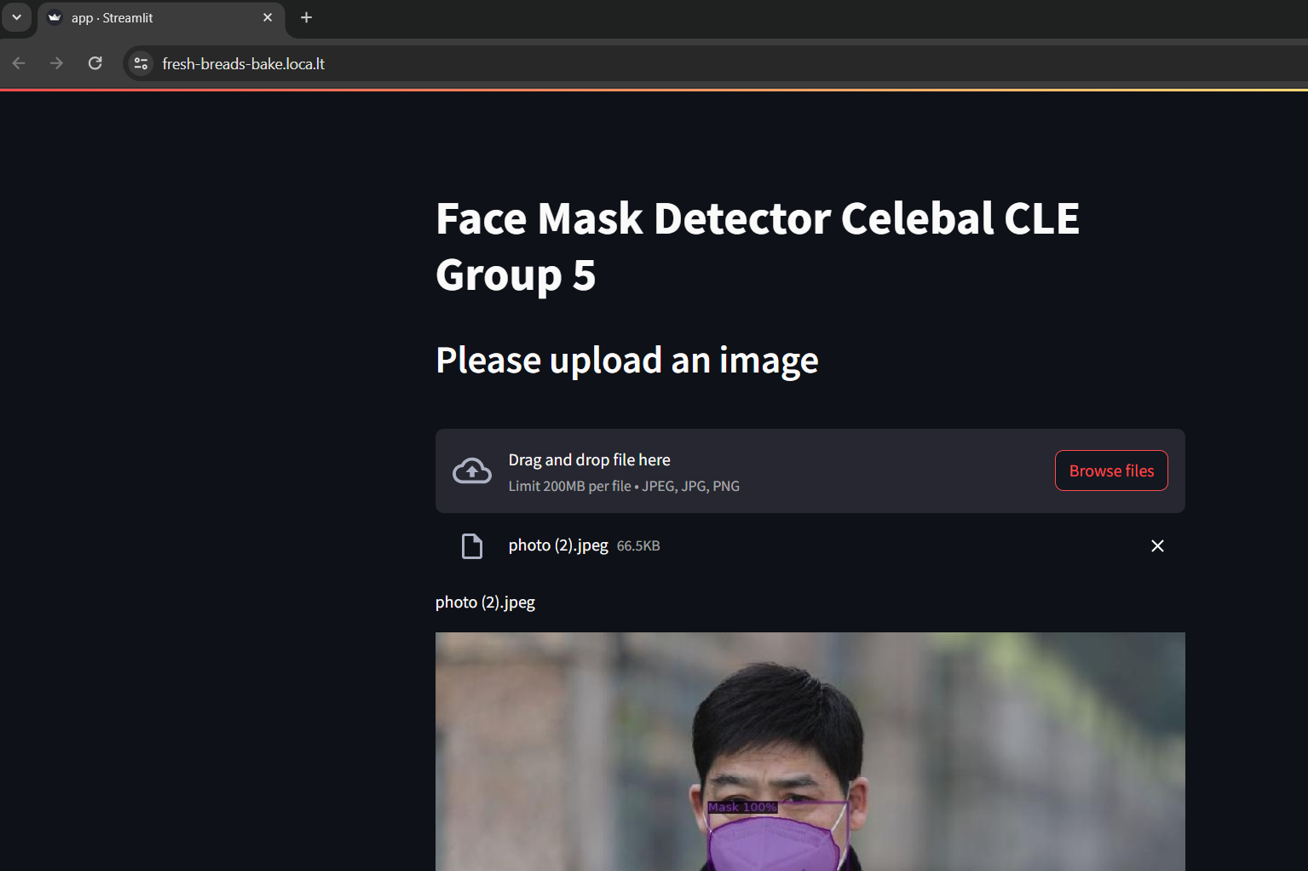 app · Streamlit
fresh-breads-bake.loca.lt
Face Mask Detector Celebal CLE
Group 5
Please upload an image
Drag and drop file here
Limit 200MB per file • JPEG, JPG, PNG
Browse files
photo (2).jpeg 66.5KB
photo (2).jpeg
Mask 100%